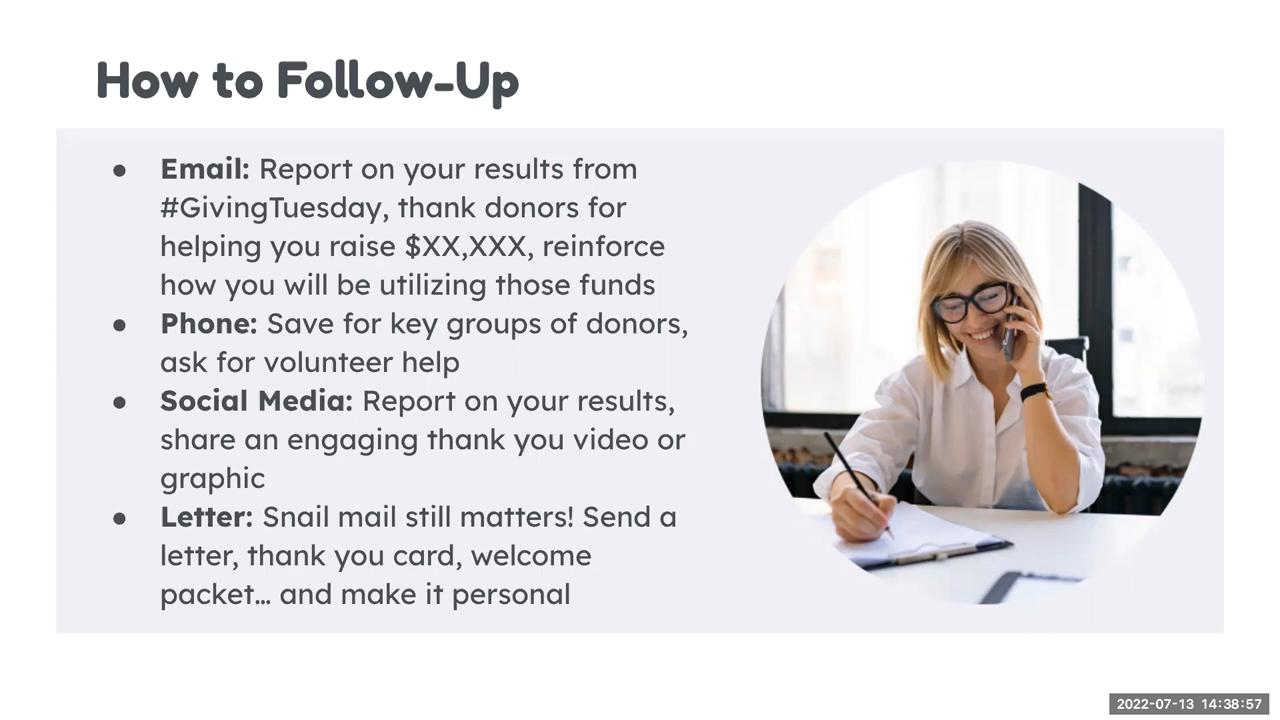 How to Follow-Up
● Email: Report on your results from
#GivingTuesday, thank donors for
helping you raise $XX,XXX, reinforce
how you will be utilizing those funds
● Phone: Save for key groups of donors,
ask for volunteer help
● Social Media: Report on your results,
share an engaging thank you video or
graphic
● Letter: Snail mail still matters! Send a
letter, thank you card, welcome
packet... and make it personal
2022-07-13 14:38:57